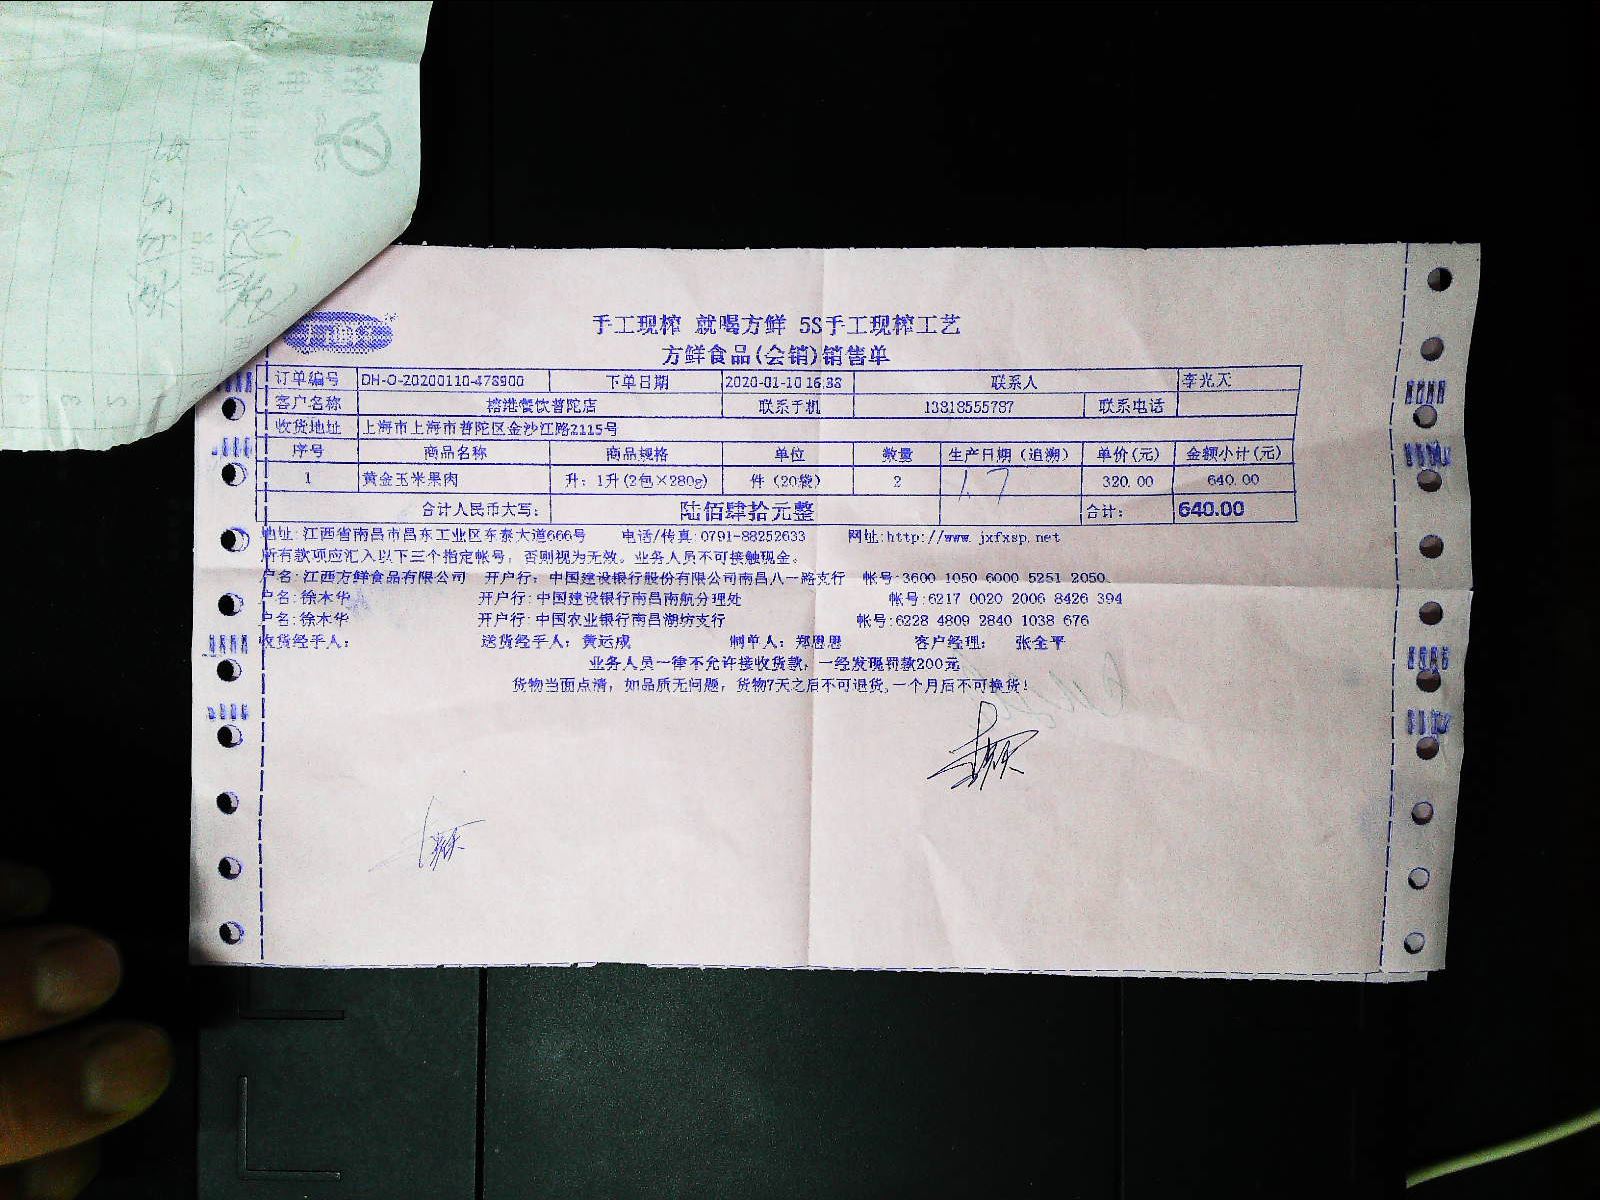 手工现榨 就喝方鲜 5S手工现榨工艺
方鲜食品(会销)销售单
订单编号 DH-O-20200110-478900 下单日期 2020-01-10 16:38 联系人 李光天
客户名称 榕港餐饮普陀店 联系手机 13818555787 联系电话
收货地址 上海市上海市普陀区金沙江路2115号
序号 商品名称 商品规格 单位 数量 生产日期（追溯） 单价(元) 金额小计(元)
1 黄金玉米果肉 升：1升(2包×280g) 件（20袋） 2 1.7 320.00 640.00
合计人民币大写： 陆佰肆拾元整 合计： 640.00
地址:江西省南昌市昌东工业区东泰大道666号 电话/传真:0791-88252633 网址:http://www.jxfxsp.net
所有款项应汇入以下三个指定帐号，否则视为无效。业务人员不可接触现金。
户名:江西方鲜食品有限公司 开户行：中国建设银行股份有限公司南昌八一路支行 帐号:3600 1050 6000 5251 2050
户名:徐本华 开户行:中国建设银行南昌南航分理处 帐号:6217 0020 2006 8426 394
户名:徐本华 开户行:中国农业银行南昌湖坊支行 帐号:6228 4809 2840 1038 676
收货经手人： 送货经手人：黄运成 制单人：郑恩恩 客户经理： 张全平
业务人员一律不允许接收货款，一经发现罚款200元
货物当面点清，如品质无问题，货物7天之后不可退货，一个月后不可换货！